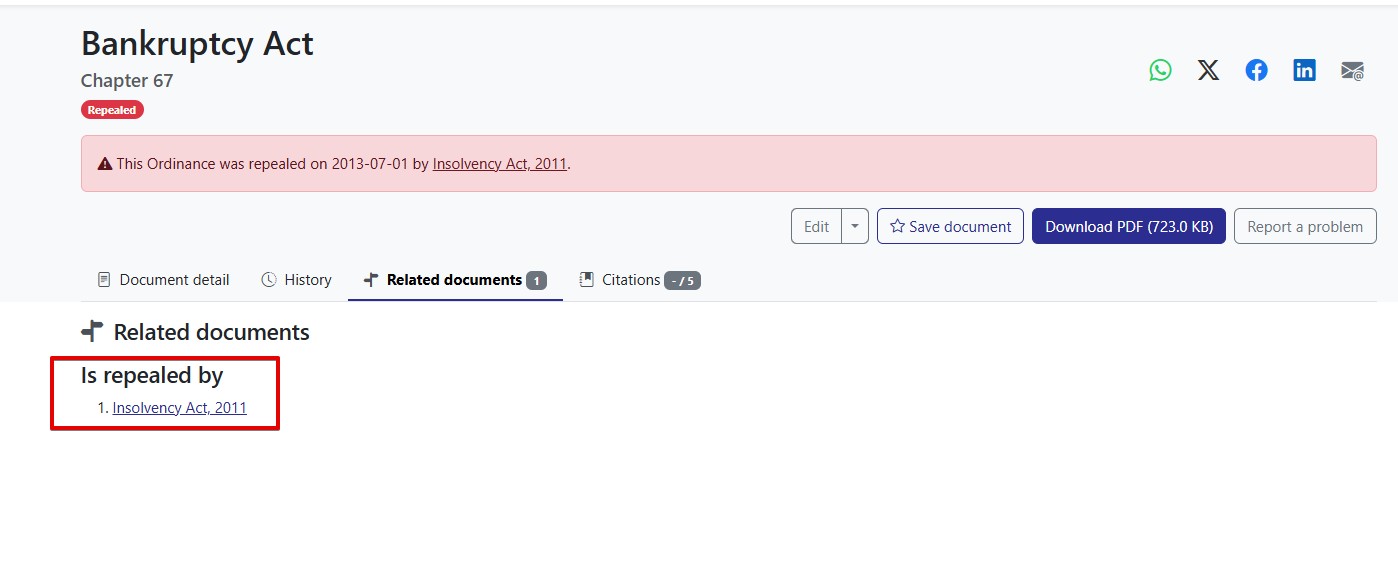 Bankruptcy Act
Chapter 67
Repealed
This Ordinance was repealed on 2013-07-01 by Insolvency Act, 2011.
Edit Save document Download PDF (723.0 KB) Report a problem
Document detail History Related documents 1 Citations - / 5
Related documents
Is repealed by
1. Insolvency Act, 2011